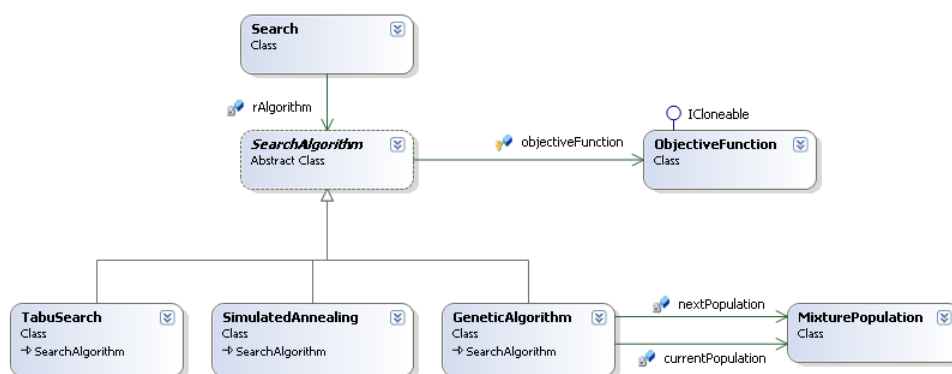 Search
Class
rAlgorithm
ICloneable
SearchAlgorithm
Abstract Class
objectiveFunction
ObjectiveFunction
Class
TabuSearch
Class
SearchAlgorithm
SimulatedAnnealing
Class
SearchAlgorithm
GeneticAlgorithm
Class
SearchAlgorithm
nextPopulation
currentPopulation
MixturePopulation
Class